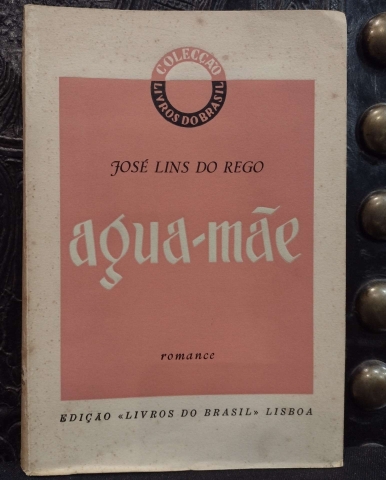 COLECÇÃO
LIVROS DO BRASIL
JOSÉ LINS DO REGO
agua-mãe
romance
EDIÇÃO «LIVROS DO BRASIL» LISBOA